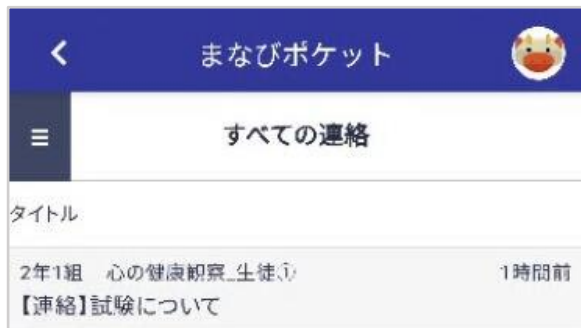 まなびポケット
すべての連絡
タイトル
2年1組　心の健康観察_生徒① 1時間前
【連絡】試験について